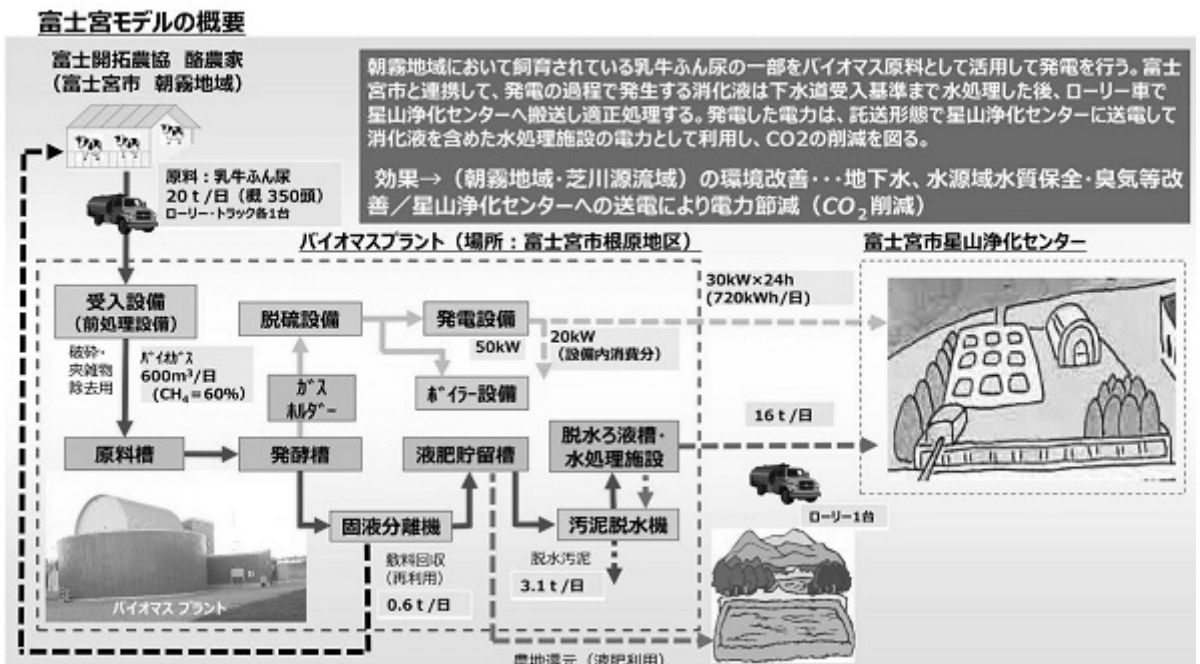 富士宮モデルの概要
富士開拓農協 酪農家
(富士宮市 朝霧地域)
朝霧地域において飼育されている乳牛ふん尿の一部をバイオマス原料として活用して発電を行う。富士
宮市と連携して、発電の過程で発生する消化液は下水道受入基準まで水処理した後、ローリー車で
星山浄化センターへ搬送し適正処理する。発電した電力は、託送形態で星山浄化センターに送電して
消化液を含めた水処理施設の電力として利用し、CO2の削減を図る。
効果→(朝霧地域・芝川源流域)の環境改善・・・地下水、水源域水質保全・臭気等改
善/星山浄化センターへの送電により電力節減(CO₂削減)
原料:乳牛ふん尿
20t/日(概 350頭)
ローリー・トラック各1台
バイオマスプラント(場所:富士宮市根原地区)
富士宮市星山浄化センター
受入設備
(前処理設備)
破砕・
夾雑物
除去用
バイオガス
600m³/日
(CH₄=60%)
脱硫設備
発電設備
50kW
20kW
(設備内消費分)
30kW×24h
(720kWh/日)
ガス
ホルダー
ボイラー設備
原料槽
発酵槽
液肥貯留槽
脱水ろ液槽・
水処理施設
16t/日
ローリー1台
固液分離機
汚泥脱水機
敷料回収
(再利用)
0.6t/日
脱水汚泥
3.1t/日
バイオマス プラント
農地還元(液肥利用)